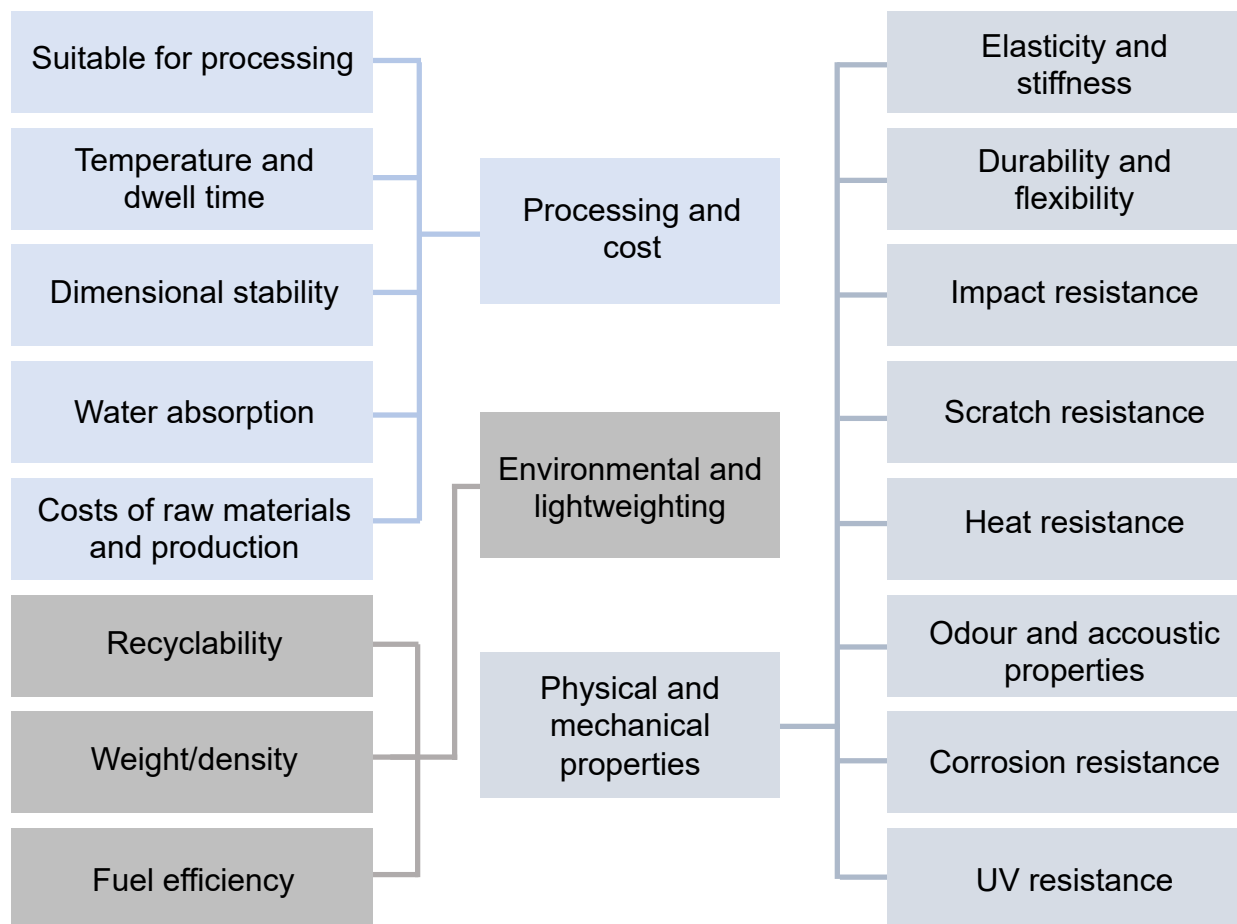 Suitable for processing
Temperature and
dwell time
Dimensional stability
Water absorption
Costs of raw materials
and production
Recyclability
Weight/density
Fuel efficiency
Processing and
cost
Environmental and
lightweighting
Physical and
mechanical
properties
Elasticity and
stiffness
Durability and
flexibility
Impact resistance
Scratch resistance
Heat resistance
Odour and accoustic
properties
Corrosion resistance
UV resistance